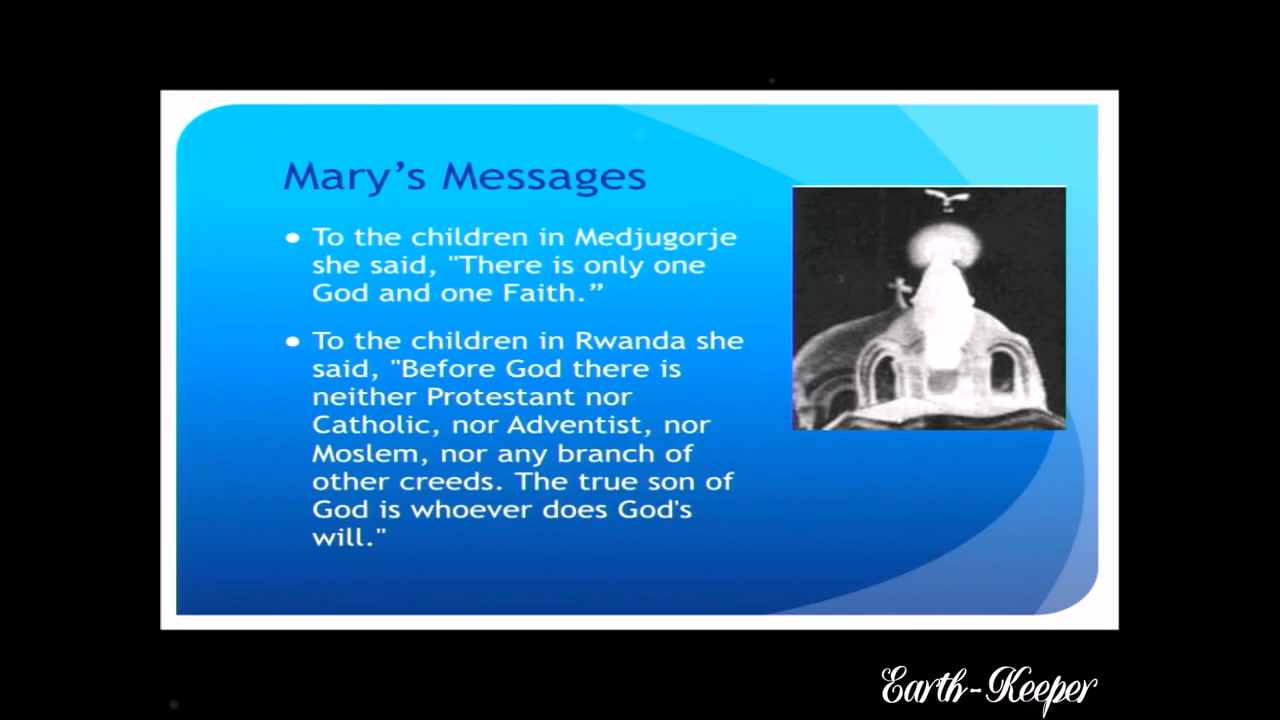 Mary’s Messages
• To the children in Medjugorje
she said, "There is only one
God and one Faith.”
• To the children in Rwanda she
said, "Before God there is
neither Protestant nor
Catholic, nor Adventist, nor
Moslem, nor any branch of
other creeds. The true son of
God is whoever does God's
will."
Earth-Keeper